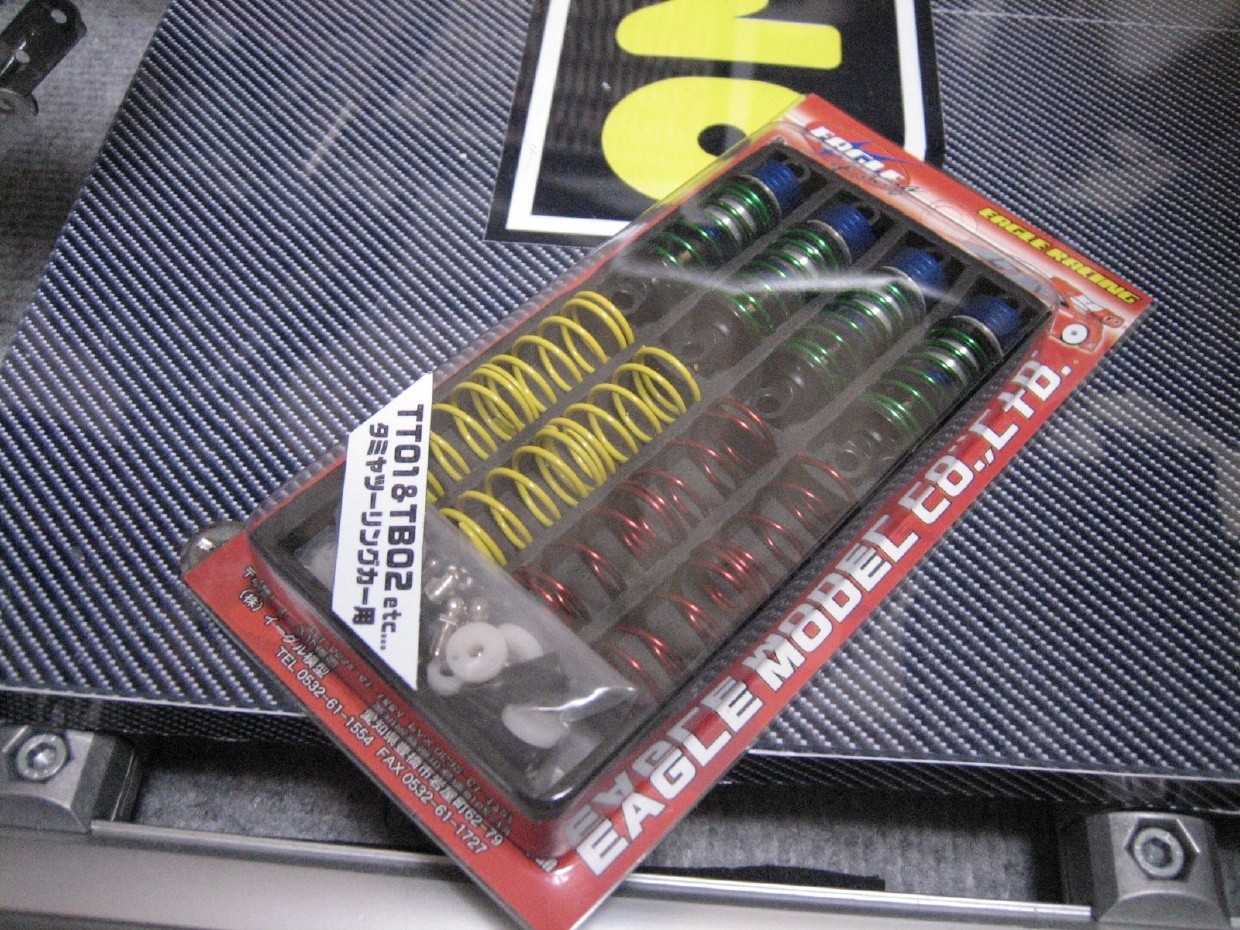 EAGLE
EAGLE RACING
EAGLE MODEL CO.,LTD.
TT01&TB02 etc...
タミヤツーリングカー用
(株) イーグル模型
TEL 0532-61-1554 FAX 0532-61-1727